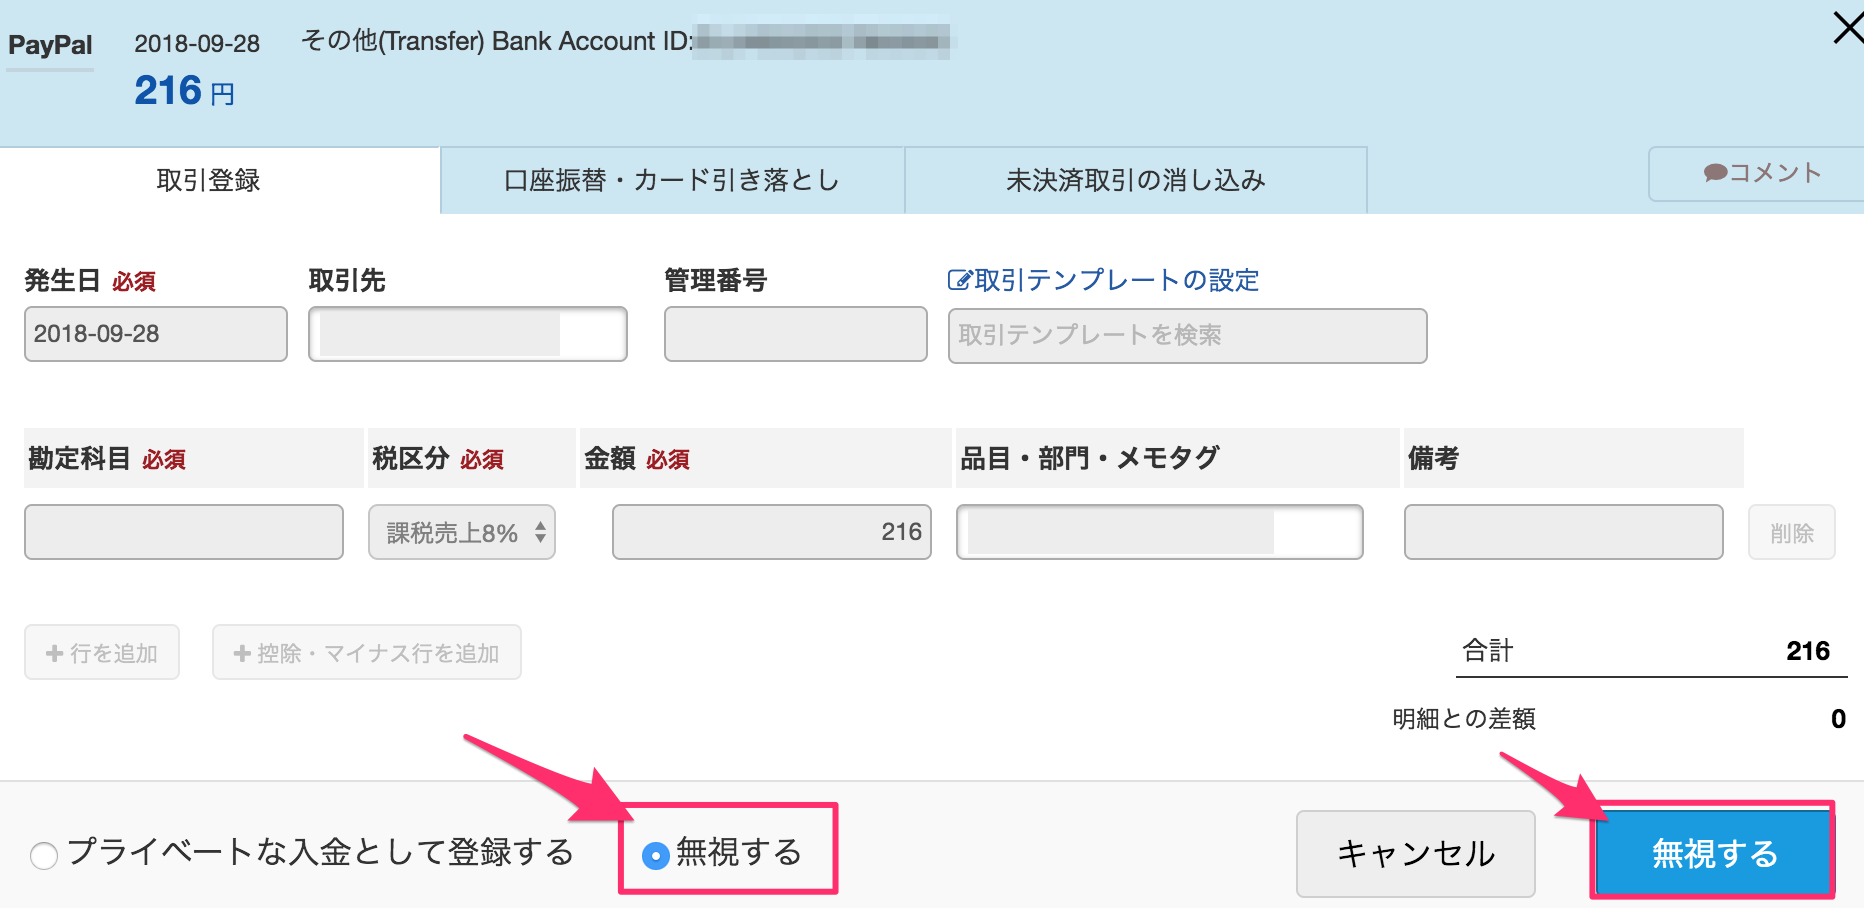 PayPal 2018-09-28 その他(Transfer) Bank Account ID:
216 円
取引登録 口座振替・カード引き落とし 未決済取引の消し込み コメント
発生日 必須 取引先 管理番号 取引テンプレートの設定
2018-09-28 取引テンプレートを検索
勘定科目 必須 税区分 必須 金額 必須 品目・部門・メモタグ 備考
課税売上8% 216 削除
+ 行を追加 + 控除・マイナス行を追加 合計 216
明細との差額 0
プライベートな入金として登録する 無視する キャンセル 無視する